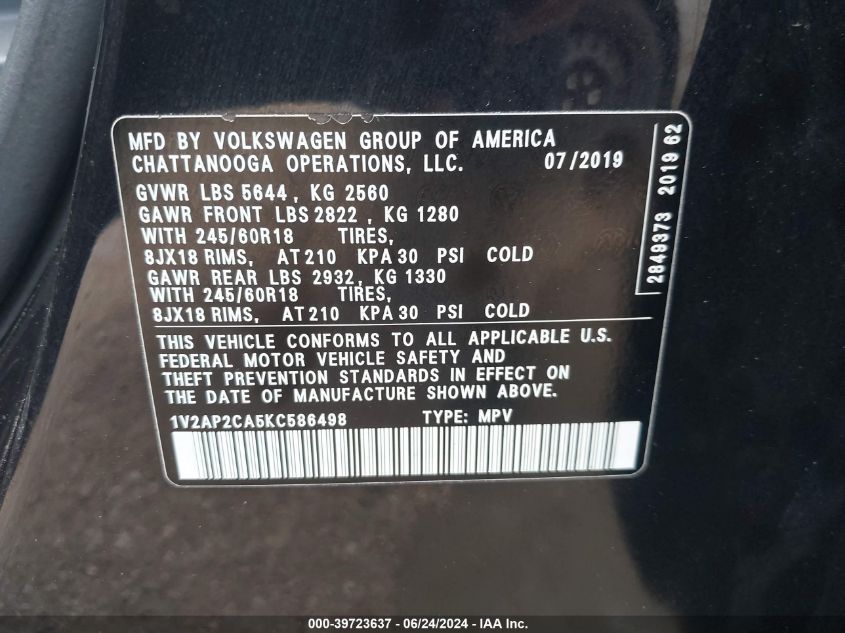 MFD BY VOLKSWAGEN GROUP OF AMERICA
CHATTANOOGA OPERATIONS, LLC. 07/2019
GVWR LBS 5644, KG 2560
GAWR FRONT LBS 2822, KG 1280
WITH 245/60R18 TIRES,
8JX18 RIMS, AT 210 KPA 30 PSI COLD
GAWR REAR LBS 2932, KG 1330
WITH 245/60R18 TIRES,
8JX18 RIMS, AT 210 KPA 30 PSI COLD
THIS VEHICLE CONFORMS TO ALL APPLICABLE U.S.
FEDERAL MOTOR VEHICLE SAFETY AND
THEFT PREVENTION STANDARDS IN EFFECT ON
THE DATE OF MANUFACTURE SHOWN ABOVE.
1V2AP2CA5KC586498 TYPE: MPV
2849373 2019 62
000-39723637 - 06/24/2024 - IAA Inc.